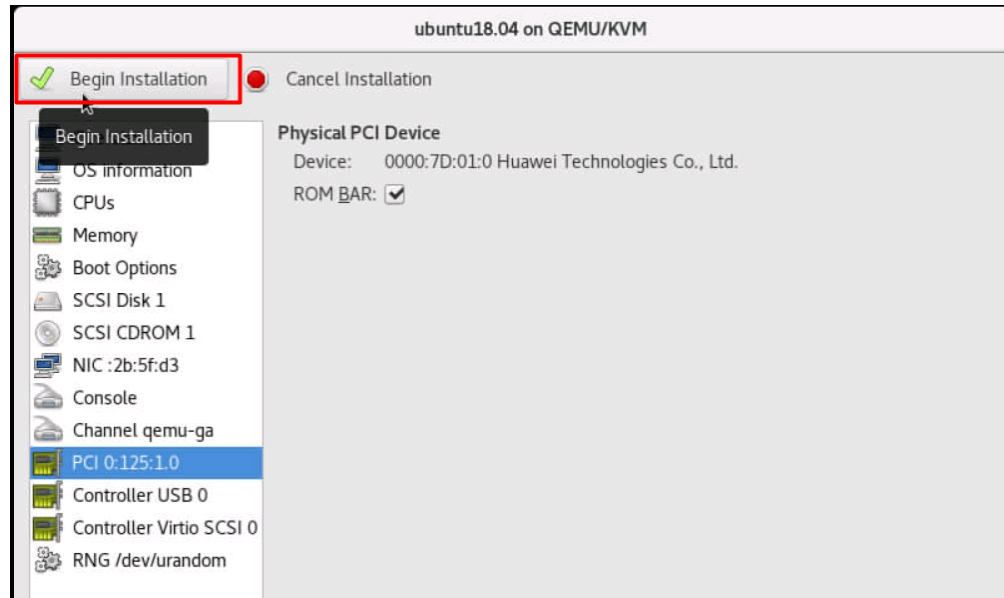 ubuntu18.04 on QEMU/KVM
Begin Installation
Cancel Installation
Begin Installation
OS information
CPUs
Memory
Boot Options
SCSI Disk 1
SCSI CDROM 1
NIC :2b:5f:d3
Console
Channel qemu-ga
PCI 0:125:1.0
Controller USB 0
Controller Virtio SCSI 0
RNG /dev/urandom
Physical PCI Device
Device: 0000:7D:01:0 Huawei Technologies Co., Ltd.
ROM BAR: